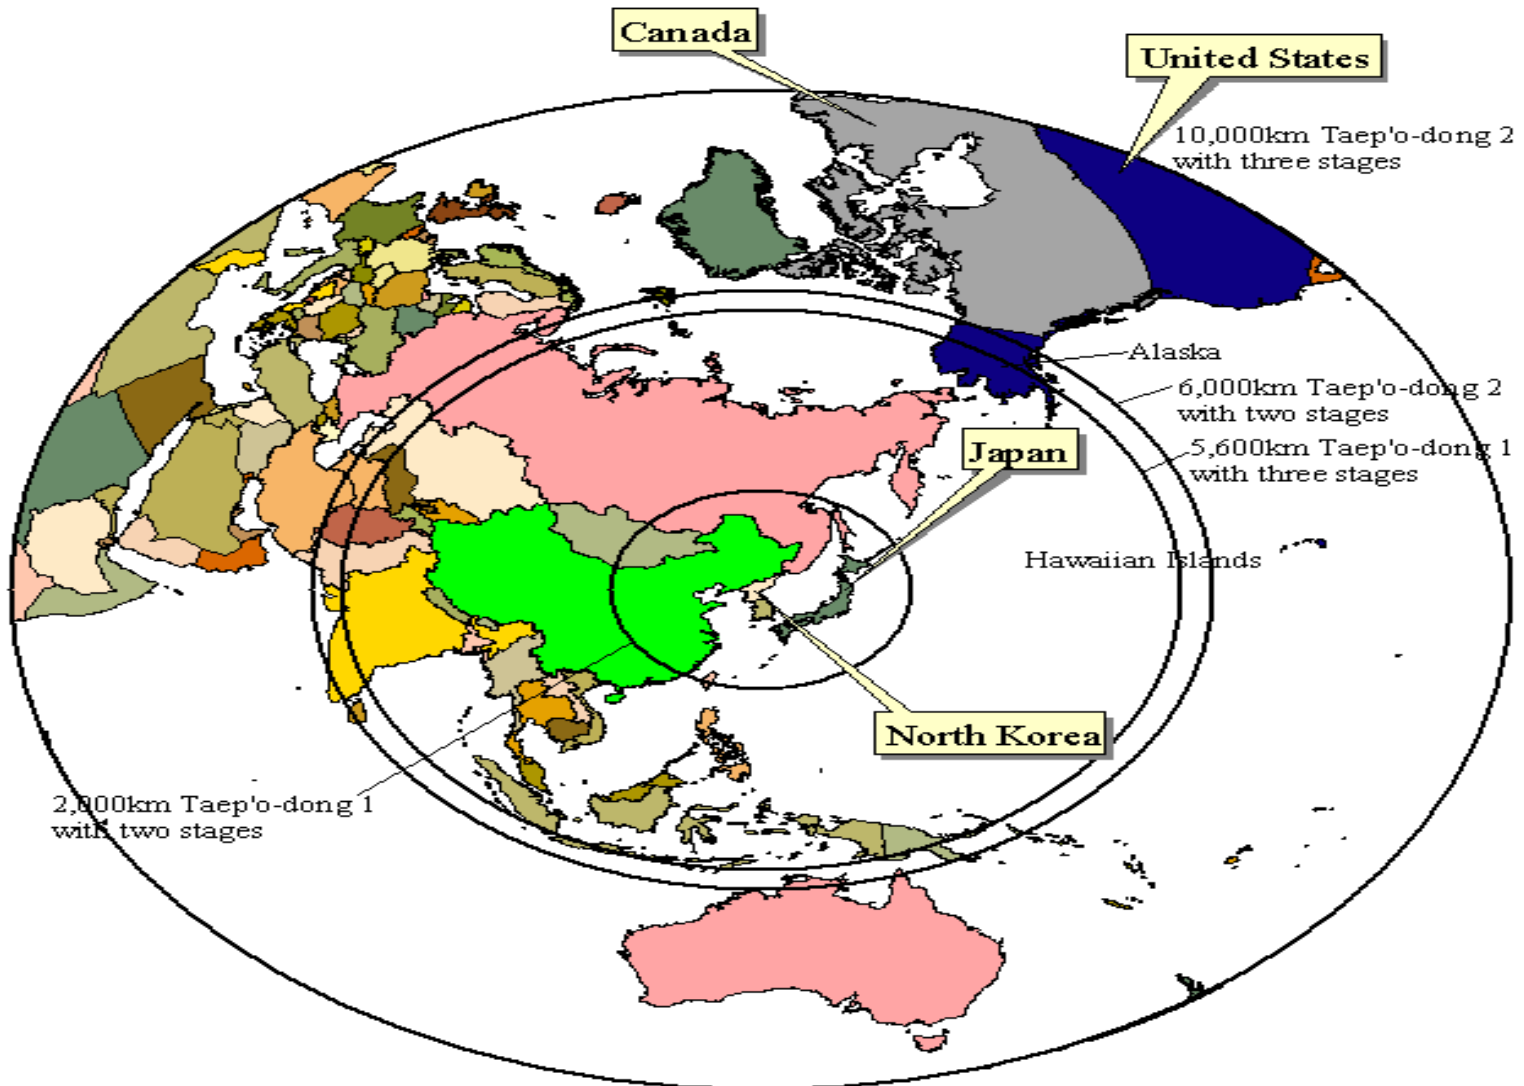 Canada
United States
10,000km Taep'o-dong 2
with three stages
Alaska
6,000km Taep'o-dong 2
with two stages
Japan
5,600km Taep'o-dong 1
with three stages
Hawaiian Islands
North Korea
2,000km Taep'o-dong 1
with two stages